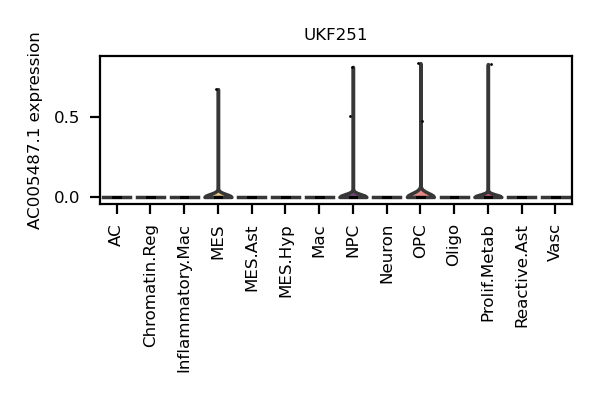 UKF251
AC005487.1 expression
0.5
0.0
AC
Chromatin.Reg
Inflammatory.Mac
MES
MES.Ast
MES.Hyp
Mac
NPC
Neuron
OPC
Oligo
Prolif.Metab
Reactive.Ast
Vasc